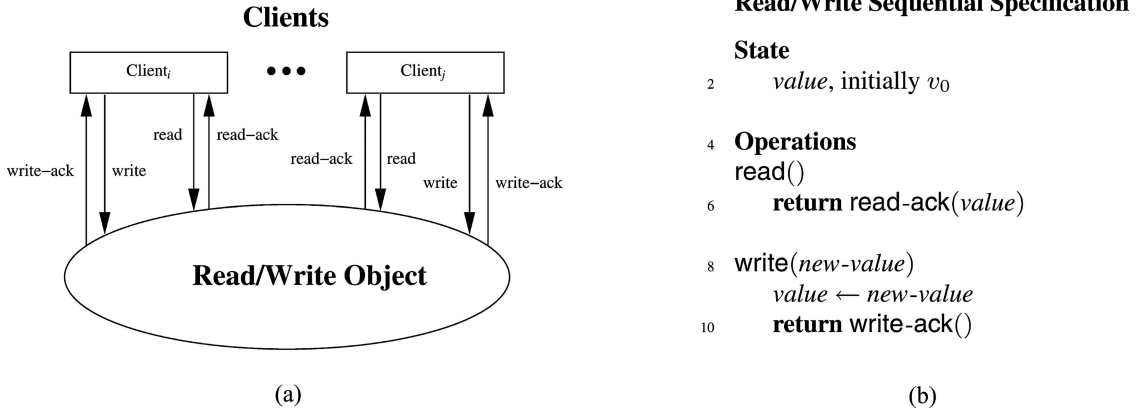 Clients
Client_i
•••
Client_j
read
read-ack
write-ack
write
read-ack
read
write
write-ack
Read/Write Object
(a)
Read/Write Sequential Specification
State
2 value, initially v_0
4 Operations
read()
6 return read-ack(value)
8 write(new-value)
value ← new-value
10 return write-ack()
(b)